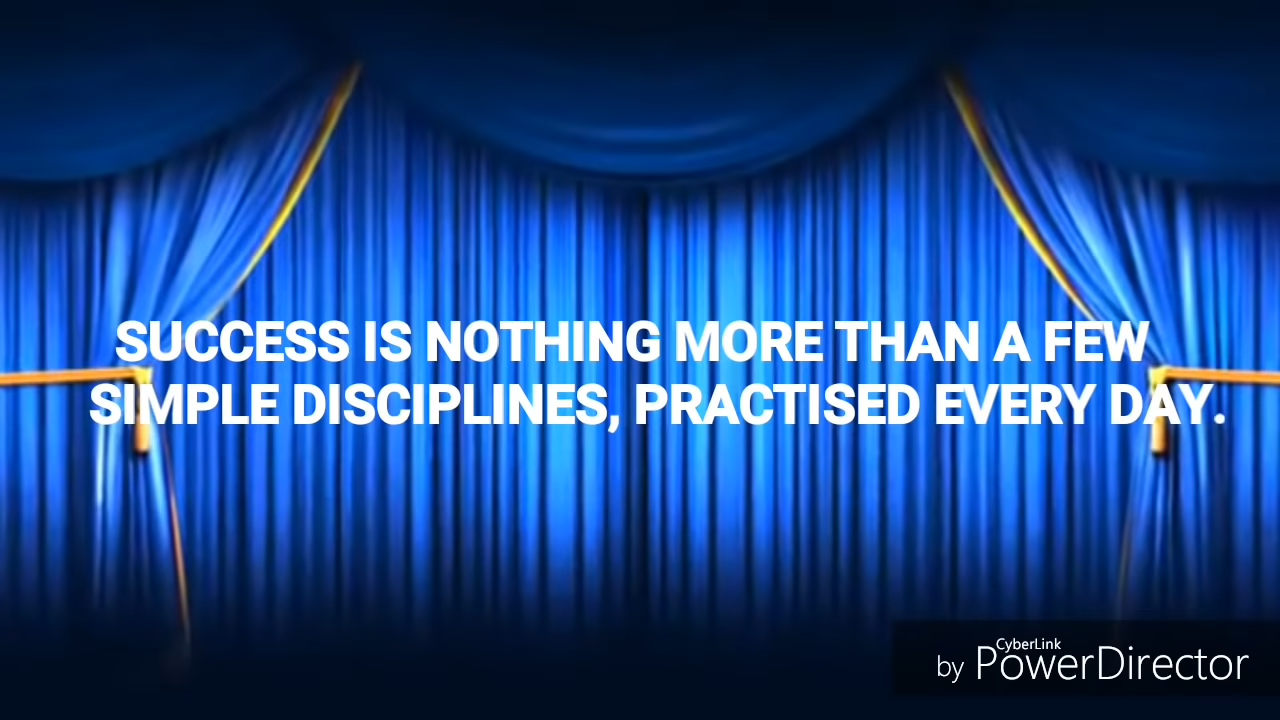 SUCCESS IS NOTHING MORE THAN A FEW
SIMPLE DISCIPLINES, PRACTISED EVERY DAY.
CyberLink
by PowerDirector